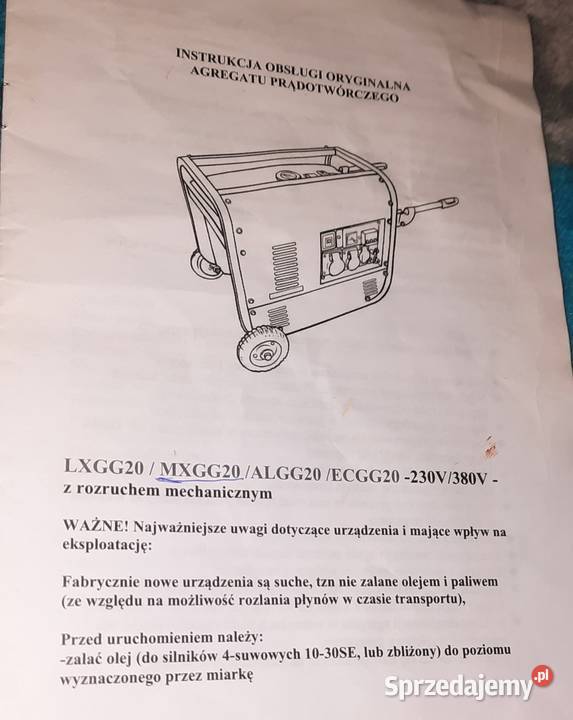 INSTRUKCJA OBSŁUGI ORYGINALNA
AGREGATU PRĄDOTWÓRCZEGO
LXGG20 / MXGG20 /ALGG20 /ECGG20 -230V/380V -
z rozruchem mechanicznym
WAŻNE! Najważniejsze uwagi dotyczące urządzenia i mające wpływ na
eksploatację:
Fabrycznie nowe urządzenia są suche, tzn nie zalane olejem i paliwem
(ze względu na możliwość rozlania płynów w czasie transportu),
Przed uruchomieniem należy:
-zalać olej (do silników 4-suwowych 10-30SE, lub zbliżony) do poziomu
wyznaczonego przez miarkę
Sprzedajemy.pl